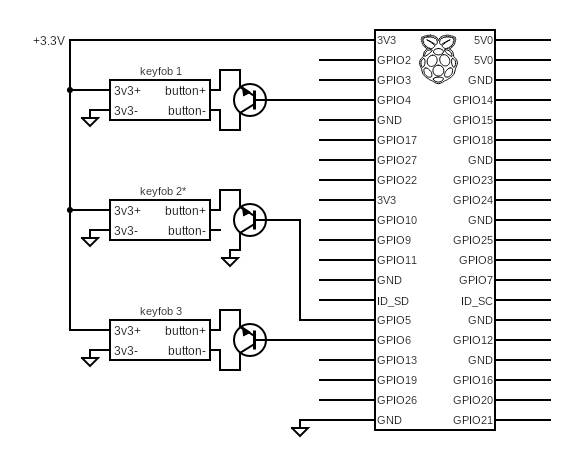 +3.3V
keyfob 1
3v3+ button+
3v3- button-
keyfob 2*
3v3+ button+
3v3- button-
keyfob 3
3v3+ button+
3v3- button-
3V3 5V0
GPIO2 5V0
GPIO3 GND
GPIO4 GPIO14
GND GPIO15
GPIO17 GPIO18
GPIO27 GND
GPIO22 GPIO23
3V3 GPIO24
GPIO10 GND
GPIO9 GPIO25
GPIO11 GPIO8
GND GPIO7
ID_SD ID_SC
GPIO5 GND
GPIO6 GPIO12
GPIO13 GND
GPIO19 GPIO16
GPIO26 GPIO20
GND GPIO21